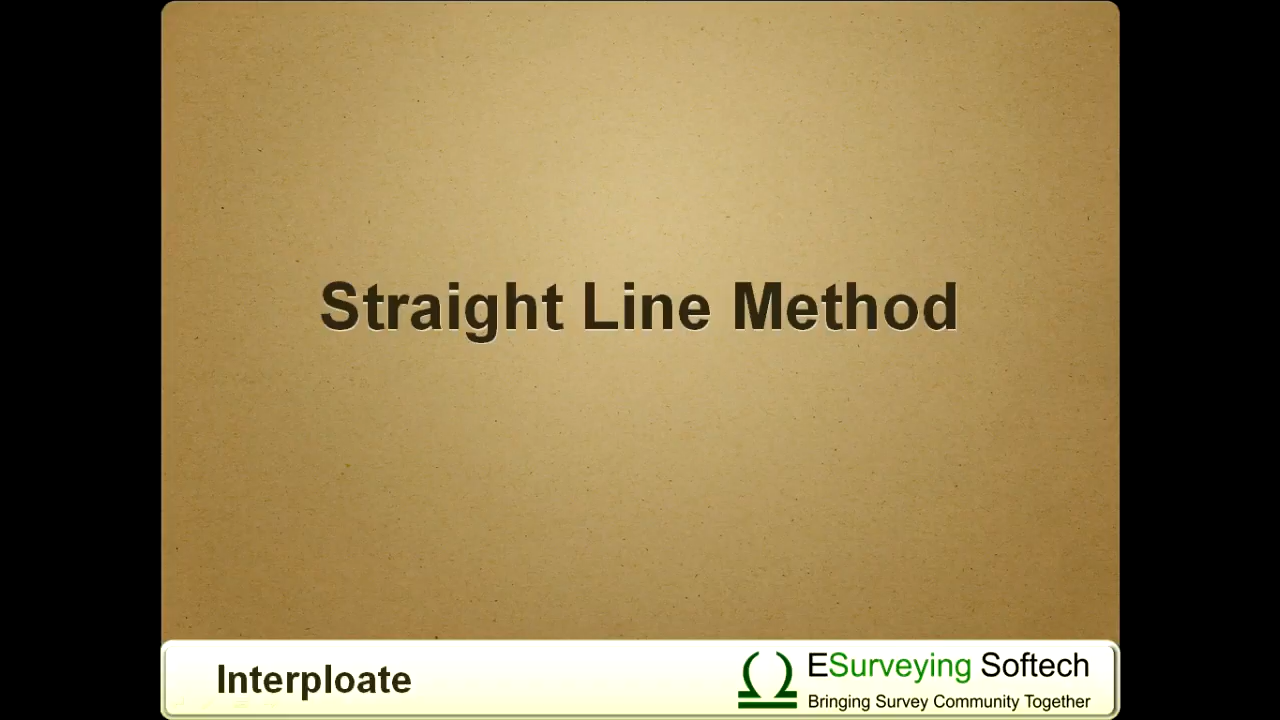 Straight Line Method
Interploate
ESurveying Softech
Bringing Survey Community Together